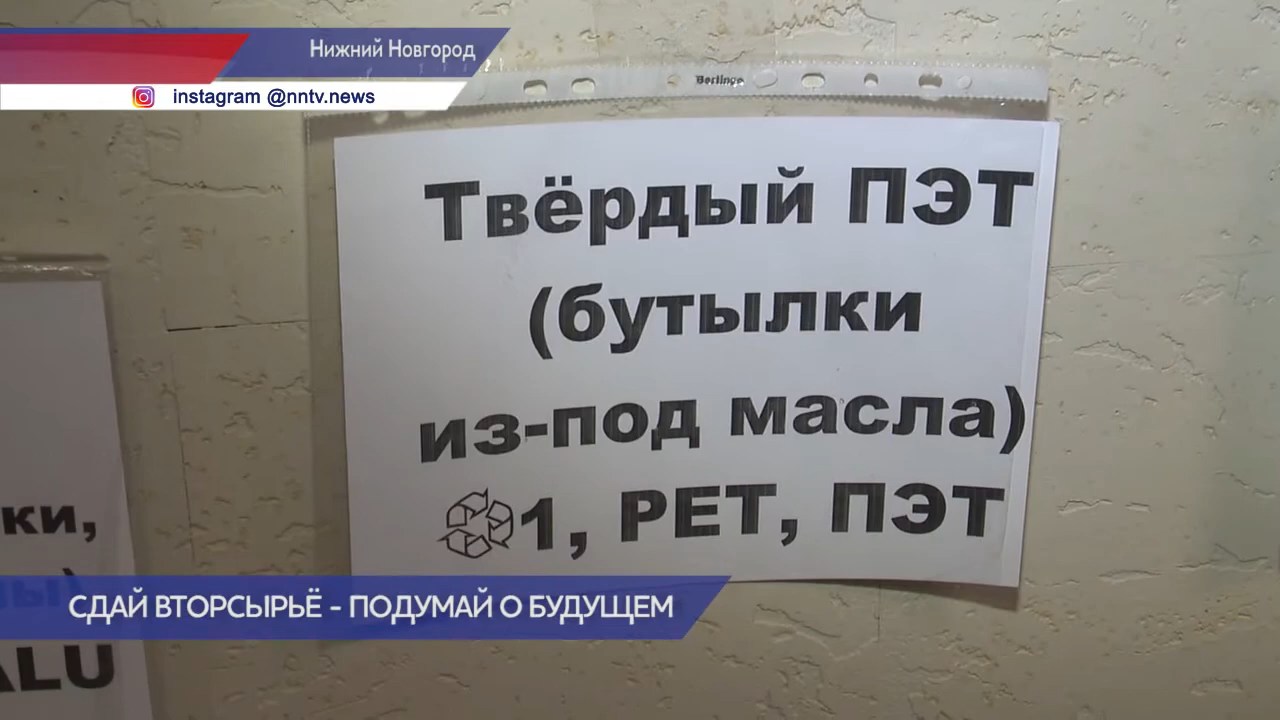 Нижний Новгород
instagram @nntv.news
Berlingo
Твёрдый ПЭТ
(бутылки
из-под масла)
♲1, PET, ПЭТ
ки,
ALU
СДАЙ ВТОРСЫРЬЁ - ПОДУМАЙ О БУДУЩЕМ